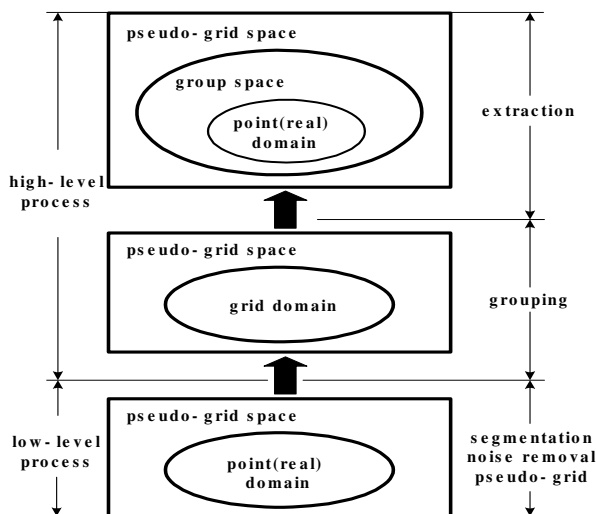 pseudo-grid space
group space
point(real)
domain
extraction
high-level
process
pseudo-grid space
grid domain
grouping
pseudo-grid space
low-level
process
point(real)
domain
segmentation
noise removal
pseudo-grid